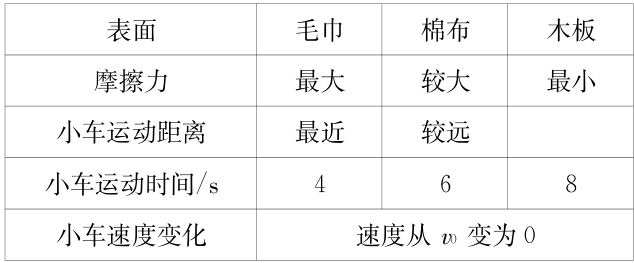 表面 毛巾 棉布 木板
摩擦力 最大 较大 最小
小车运动距离 最近 较远
小车运动时间/s 4 6 8
小车速度变化 速度从 v₀ 变为 0